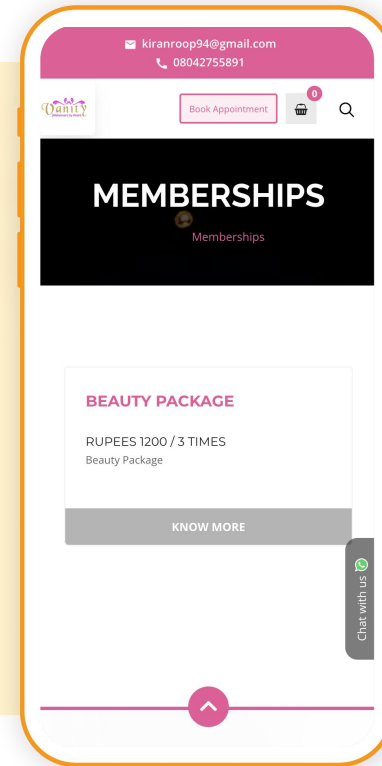 kiranroop94@gmail.com
08042755891
Vanity
Book Appointment
0
MEMBERSHIPS
Memberships
BEAUTY PACKAGE
RUPEES 1200 / 3 TIMES
Beauty Package
KNOW MORE
Chat with us